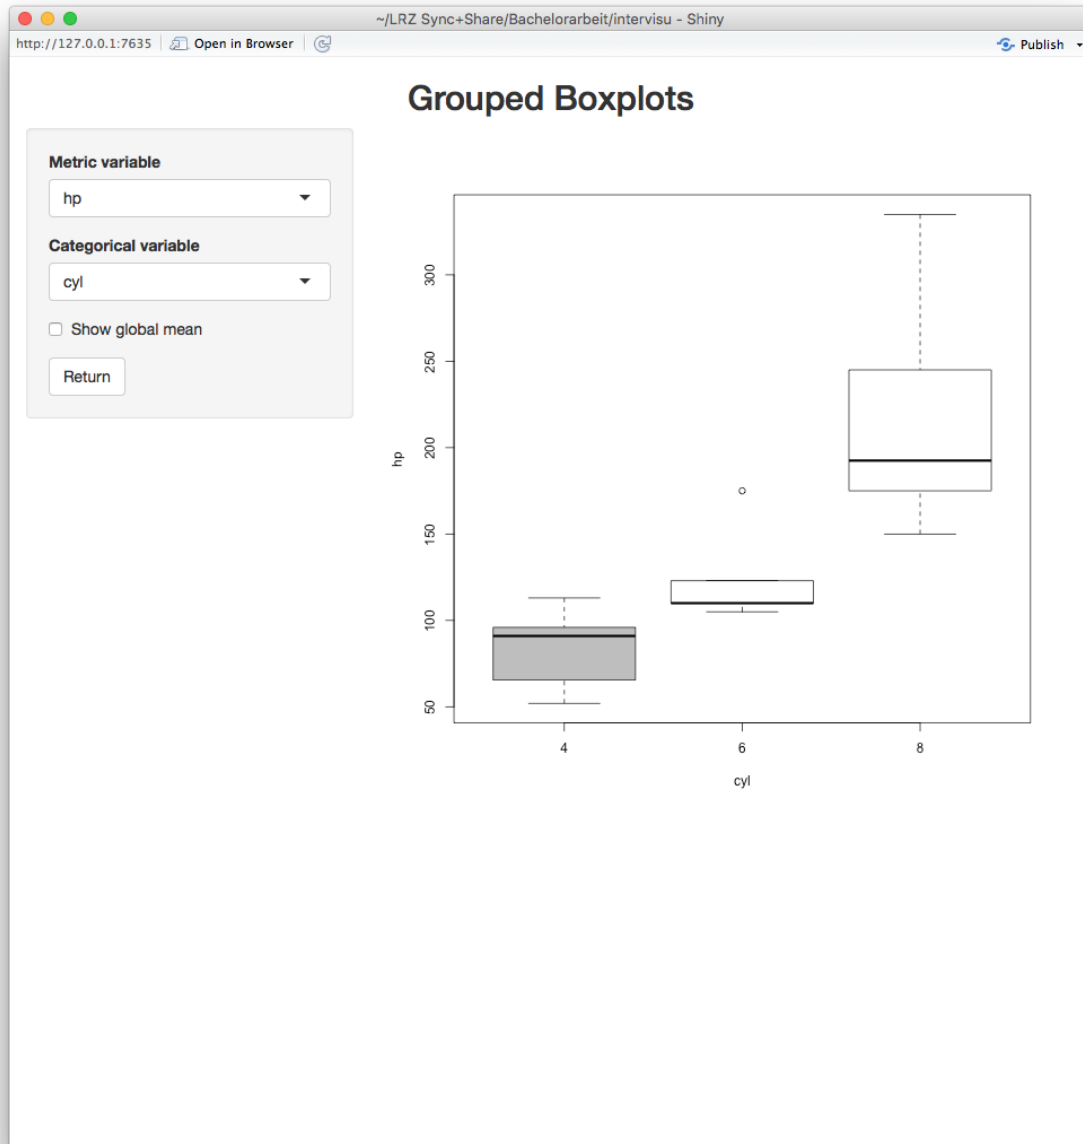 ~/LRZ Sync+Share/Bachelorarbeit/intervisu - Shiny
http://127.0.0.1:7635 Open in Browser Publish
Grouped Boxplots
Metric variable
hp
Categorical variable
cyl
Show global mean
Return
hp
300
250
200
150
100
50
4 6 8
cyl